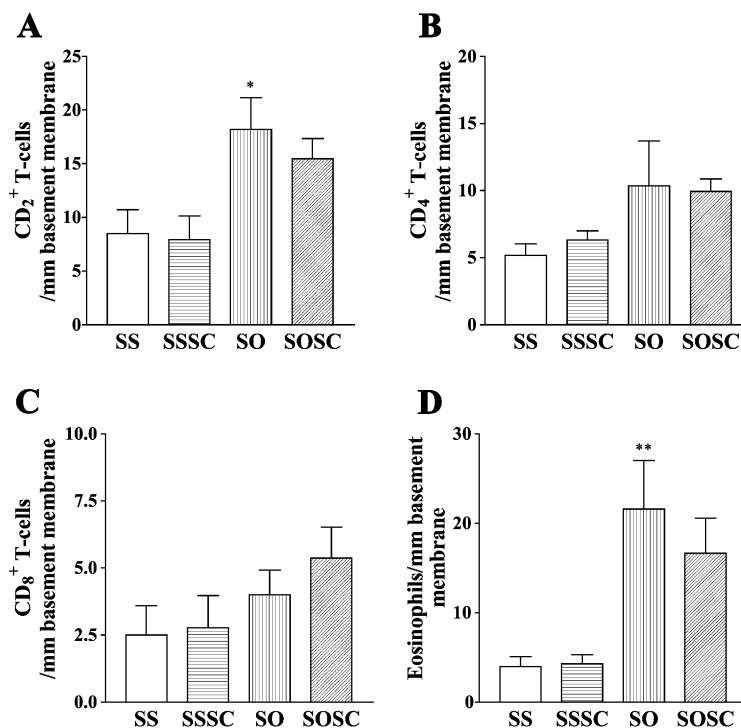 A
CD2+ T-cells
/mm basement membrane
25
20
15
10
5
0
*
SS SSSC SO SOSC
B
CD4+ T-cells
/mm basement membrane
20
15
10
5
0
SS SSSC SO SOSC
C
CD8+ T-cells
/mm basement membrane
10.0
7.5
5.0
2.5
0.0
SS SSSC SO SOSC
D
Eosinophils/mm basement
membrane
30
20
10
0
**
SS SSSC SO SOSC